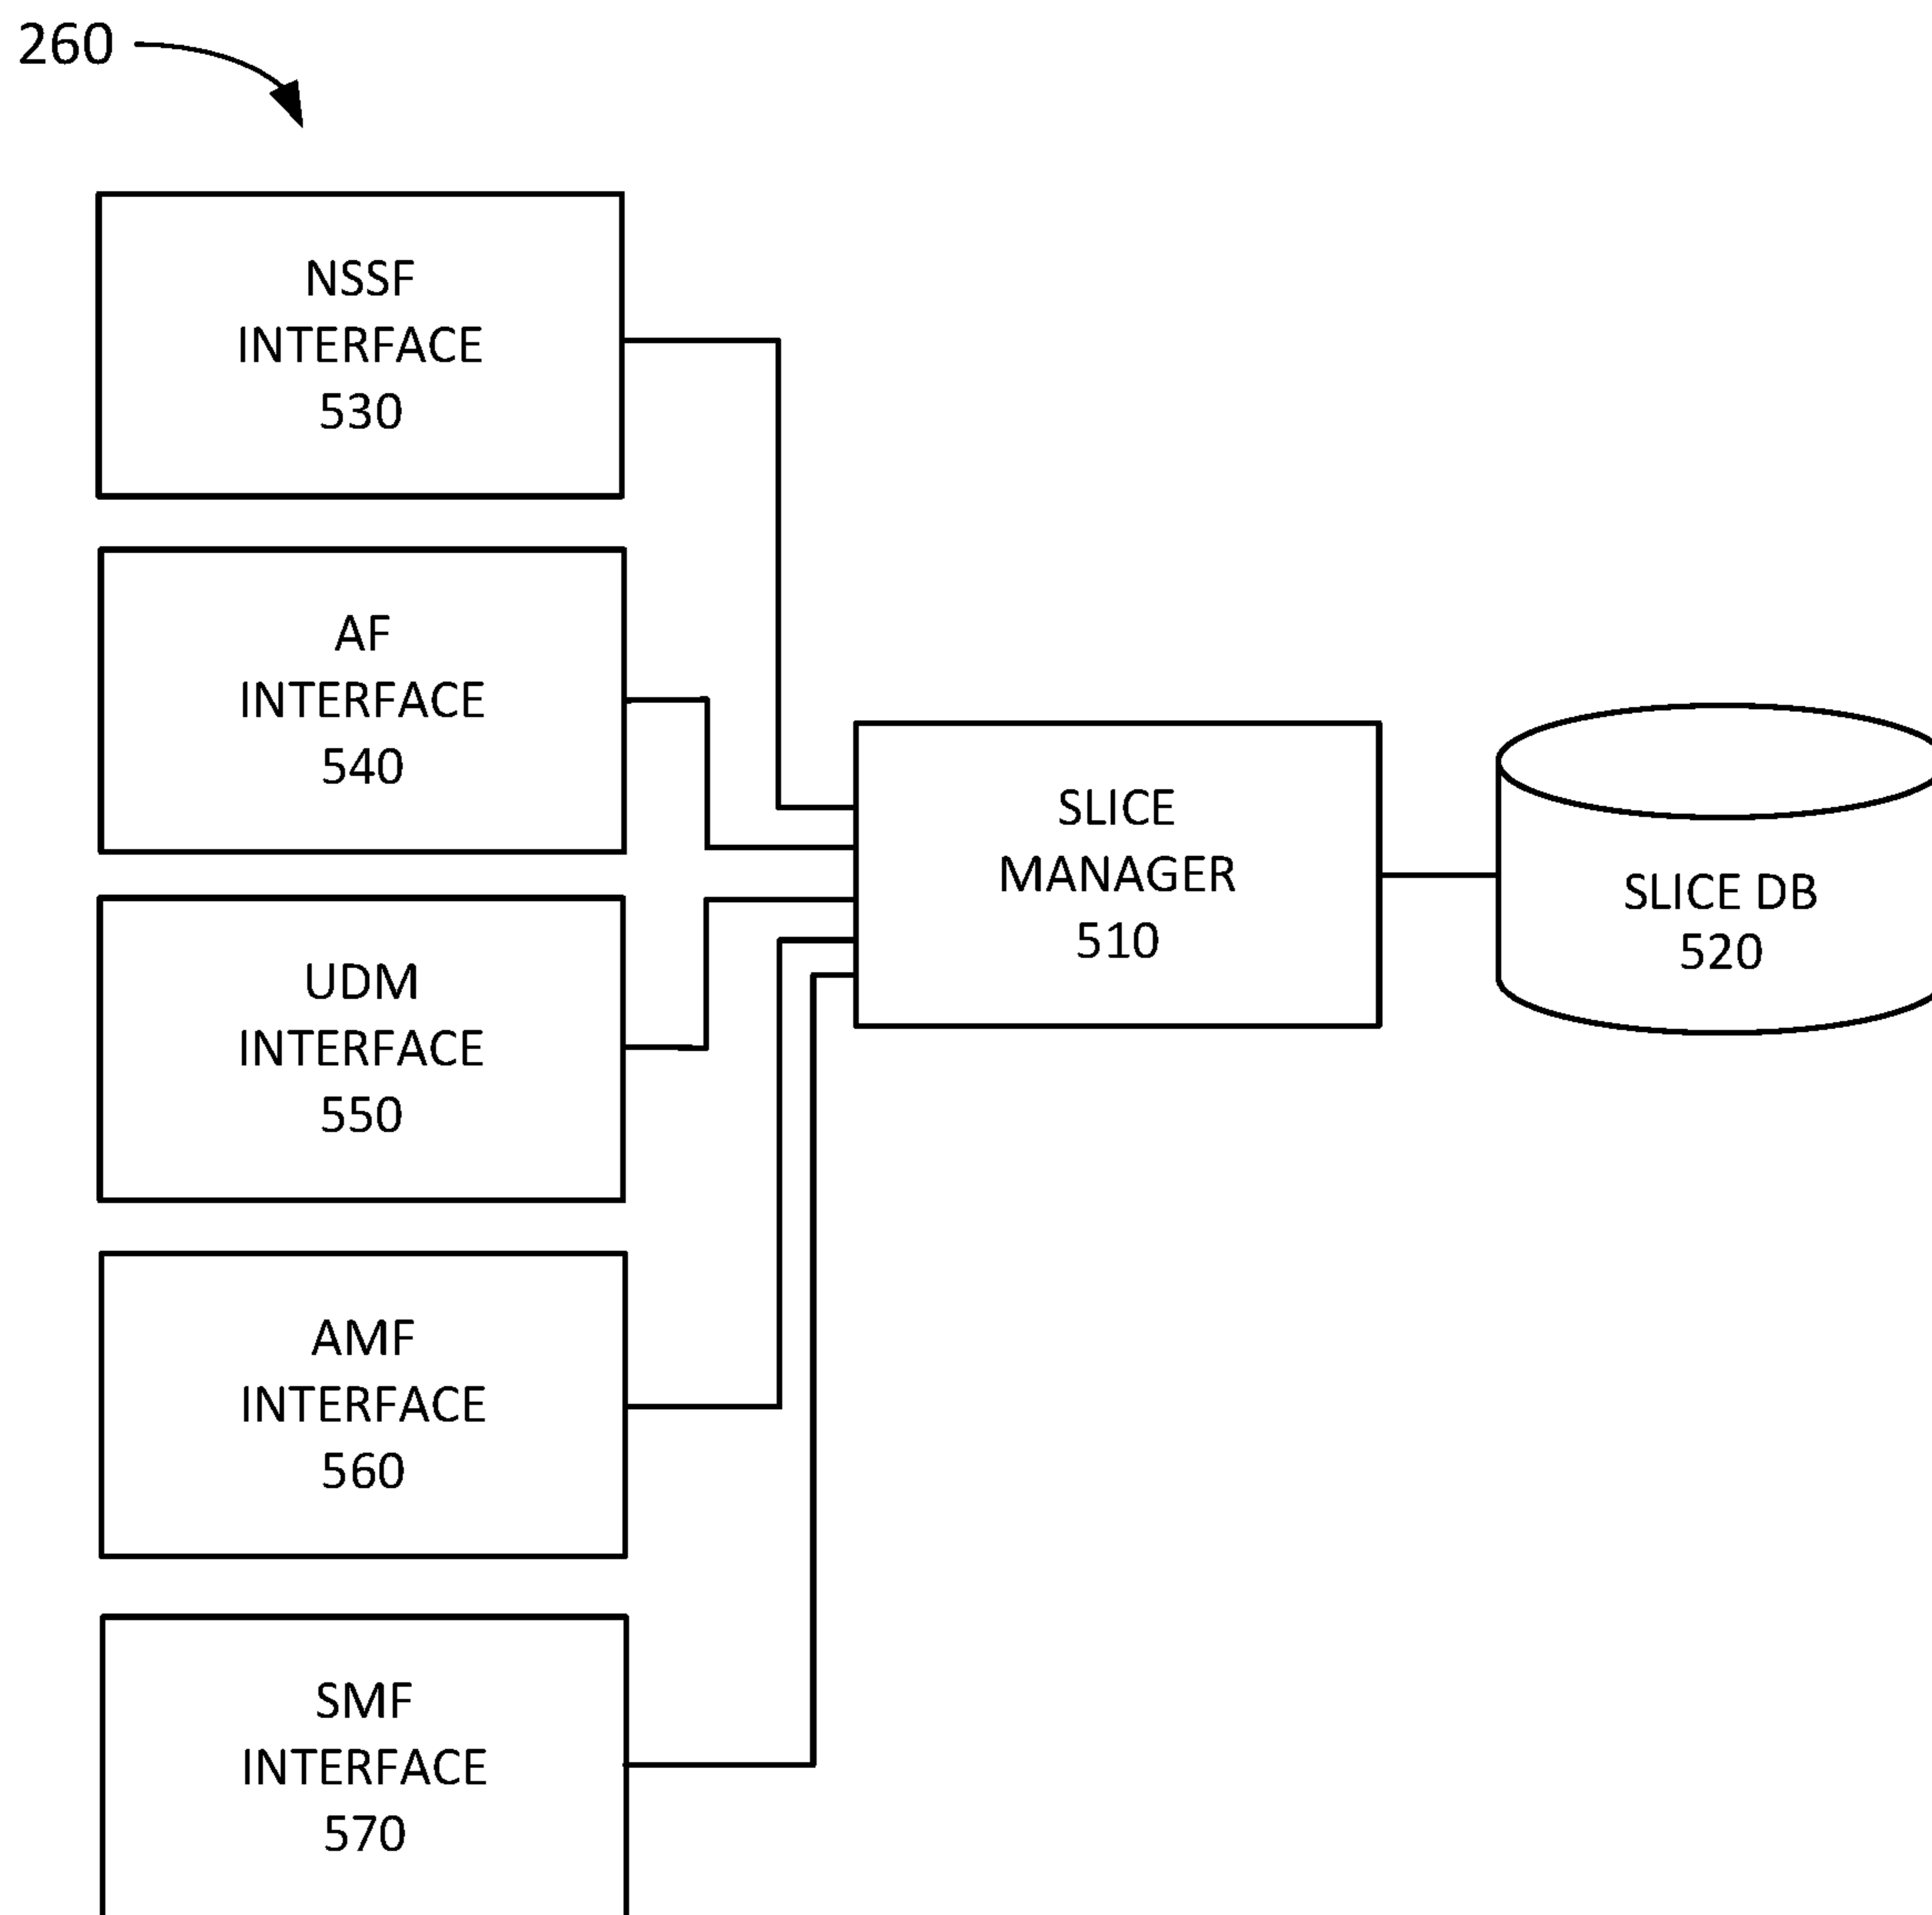 260
NSSF
INTERFACE
530
AF
INTERFACE
540
UDM
INTERFACE
550
AMF
INTERFACE
560
SMF
INTERFACE
570
SLICE
MANAGER
510
SLICE DB
520